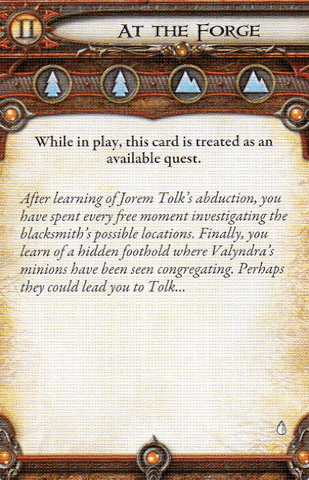 II
At the Forge
While in play, this card is treated as an
available quest.
After learning of Jorem Tolk's abduction, you
have spent every free moment investigating the
blacksmith's possible locations. Finally, you
learn of a hidden foothold where Valyndra's
minions have been seen congregating. Perhaps
they could lead you to Tolk...